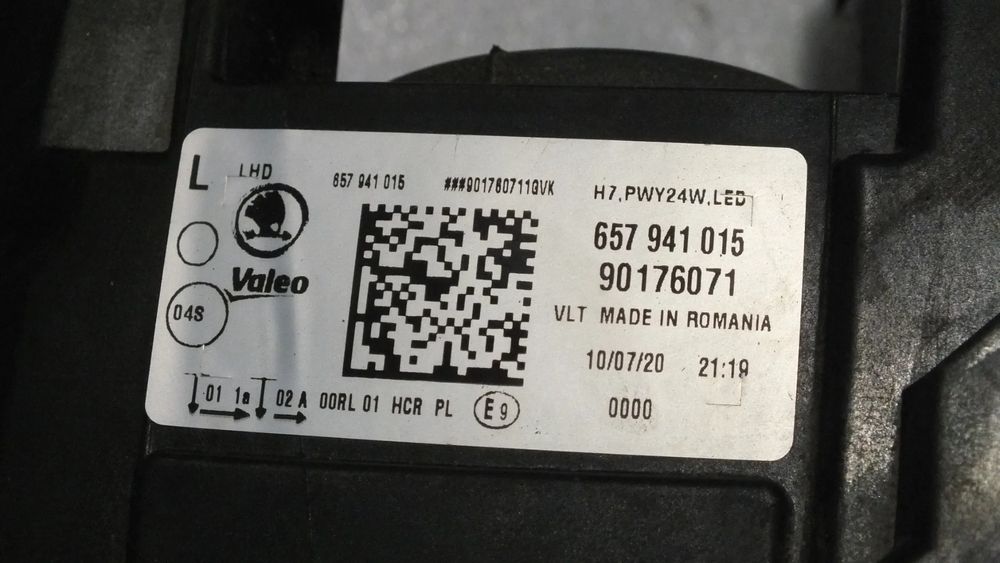 L LHD 657 941 015 ###901760711GVK H7,PWY24W,LED
657 941 015
Valeo 90176071
04S VLT MADE IN ROMANIA
10/07/20 21:19
01 1a 02 A 00RL 01 HCR PL E9 0000